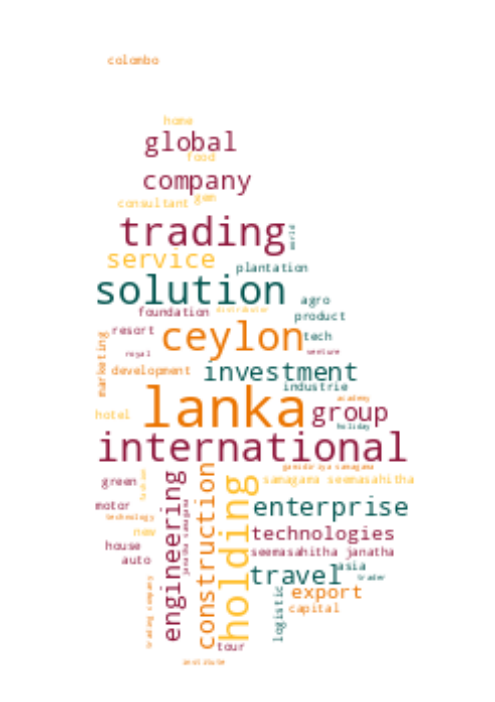 colombo
home
global
food
company
gem
consultant
trading
world
service
plantation
solution
agro
foundation
distributor
product
resort
ceylon
tech
marketing
royal
venture
development
investment
industrie
lanka
academy
hotel
group
holiday
international
ganidiriya samagama
green
engineering
construction
holding
samagama seemasahitha
fashion
motor
janatha samagama
enterprise
technology
new
technologies
house
seemasahitha janatha
auto
travel
asia
trader
trading company
logistic
export
capital
tour
institute